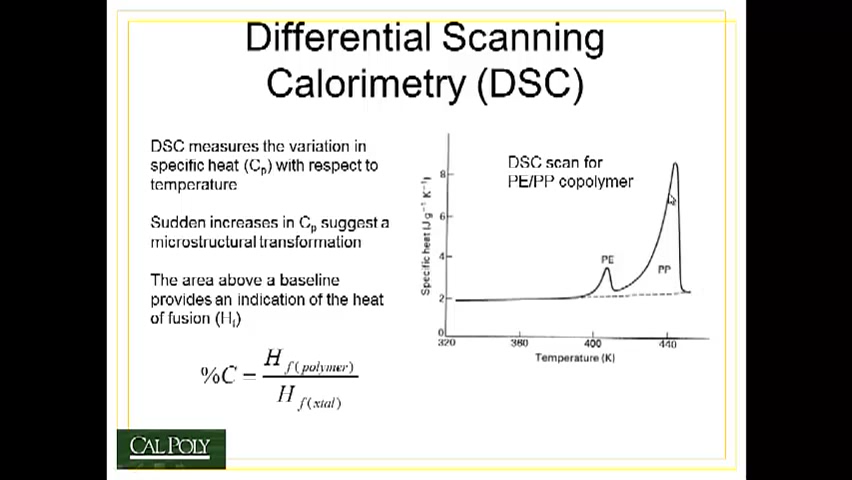 Differential Scanning
Calorimetry (DSC)
DSC measures the variation in
specific heat (Cp) with respect to
temperature
Sudden increases in Cp suggest a
microstructural transformation
The area above a baseline
provides an indication of the heat
of fusion (Hf)
%C = Hf(polymer) / Hf(xtal)
DSC scan for
PE/PP copolymer
Specific heat (J g⁻¹ K⁻¹)
8
6
4
2
0
PE
PP
320 360 400 440
Temperature (K)
CAL POLY